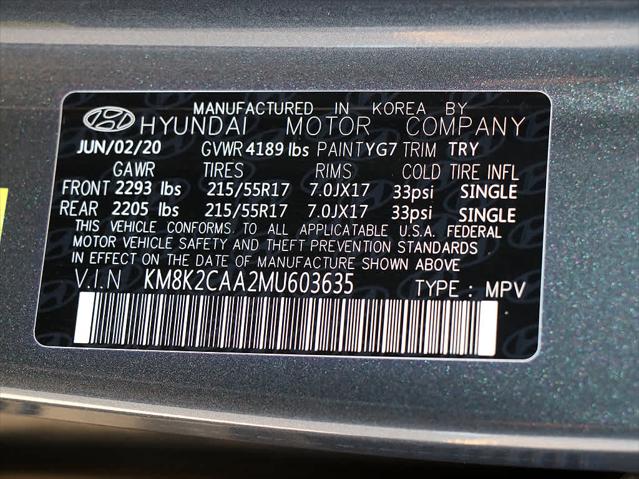 MANUFACTURED IN KOREA BY
HYUNDAI MOTOR COMPANY
JUN/02/20 GVWR 4189 lbs PAINT YG7 TRIM TRY
GAWR TIRES RIMS COLD TIRE INFL
FRONT 2293 lbs 215/55R17 7.0JX17 33psi SINGLE
REAR 2205 lbs 215/55R17 7.0JX17 33psi SINGLE
THIS VEHICLE CONFORMS TO ALL APPLICABLE U.S.A. FEDERAL
MOTOR VEHICLE SAFETY AND THEFT PREVENTION STANDARDS
IN EFFECT ON THE DATE OF MANUFACTURE SHOWN ABOVE
V.I.N KM8K2CAA2MU603635 TYPE : MPV